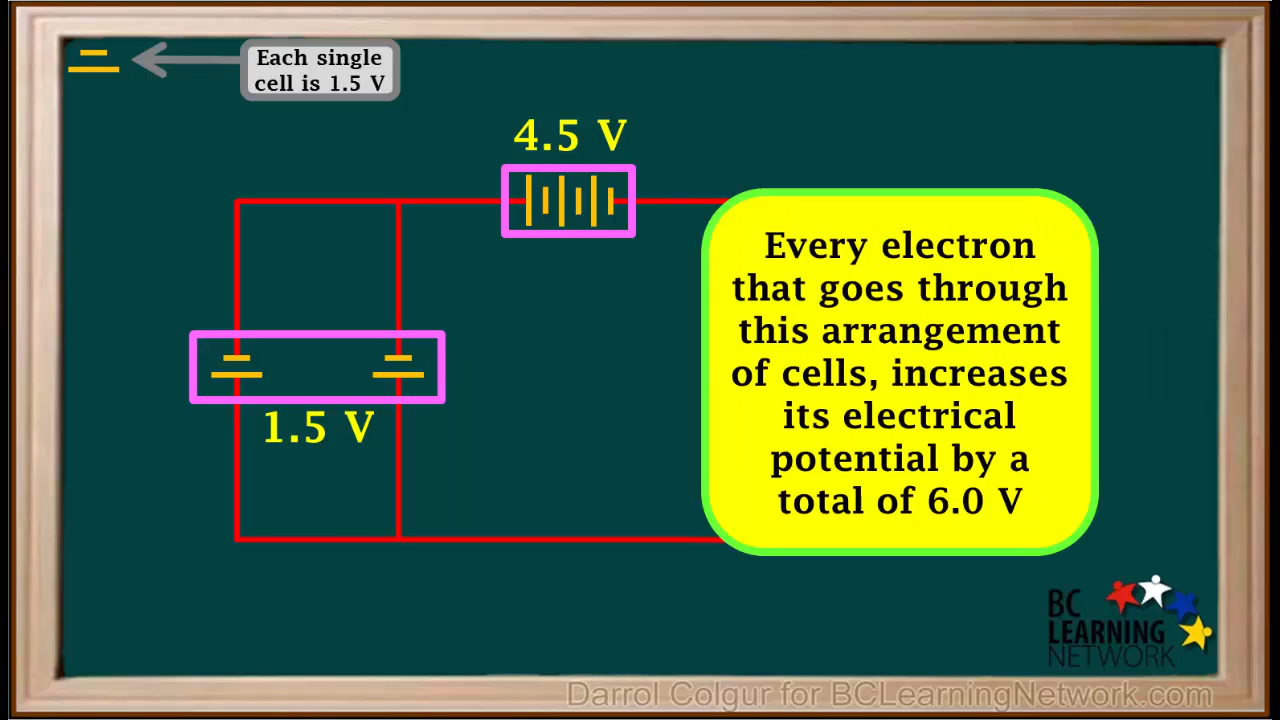 Each single
cell is 1.5 V
4.5 V
Every electron
that goes through
this arrangement
of cells, increases
its electrical
potential by a
total of 6.0 V
1.5 V
BC
LEARNING
NETWORK
Darrol Colgur for BCLearningNetwork.com